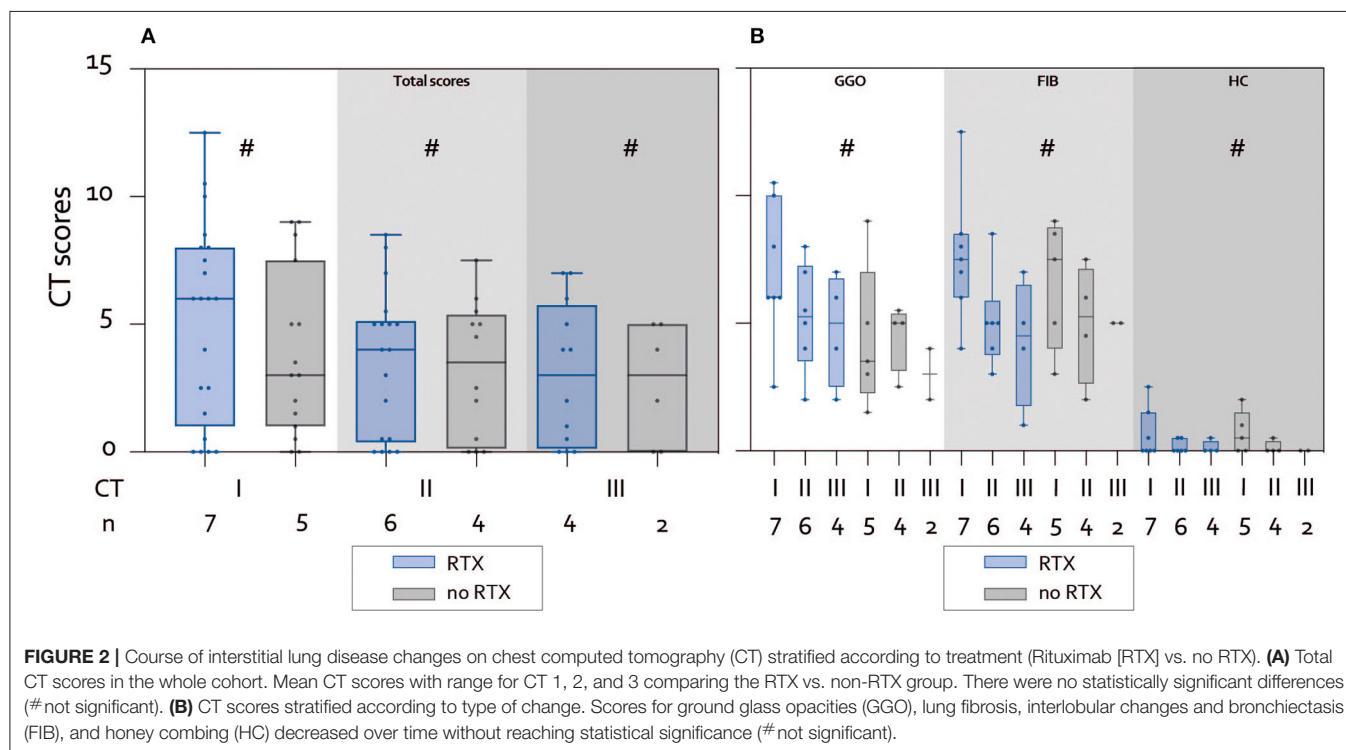 A
B
15
10
5
0
CT scores
Total scores
# # #
GGO FIB HC
# # #
CT I II III
n 7 5 6 4 4 2
I II III I II III I II III I II III I II III I II III
7 6 4 5 4 2 7 6 4 5 4 2 7 6 4 5 4 2
RTX
no RTX
RTX
no RTX
FIGURE 2 | Course of interstitial lung disease changes on chest computed tomography (CT) stratified according to treatment (Rituximab [RTX] vs. no RTX). (A) Total
CT scores in the whole cohort. Mean CT scores with range for CT 1, 2, and 3 comparing the RTX vs. non-RTX group. There were no statistically significant differences
(#not significant). (B) CT scores stratified according to type of change. Scores for ground glass opacities (GGO), lung fibrosis, interlobular changes and bronchiectasis
(FIB), and honey combing (HC) decreased over time without reaching statistical significance (#not significant).